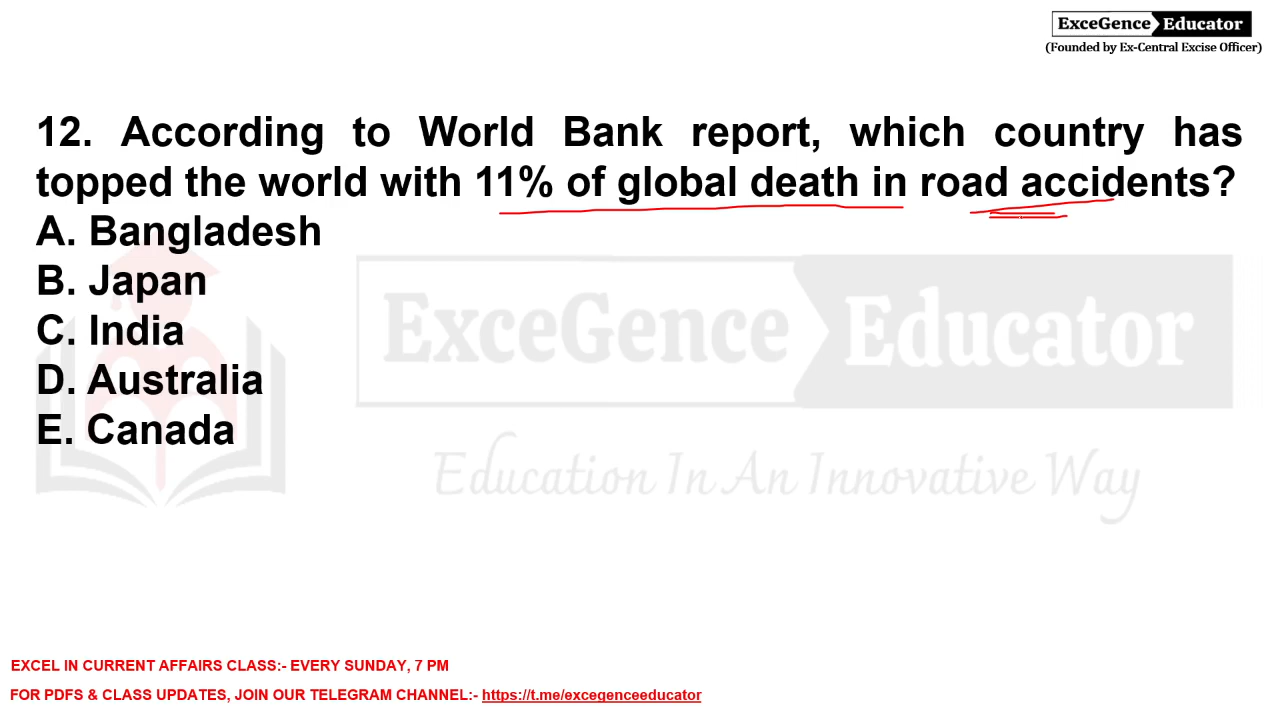 ExceGence Educator
(Founded by Ex-Central Excise Officer)
12. According to World Bank report, which country has
topped the world with 11% of global death in road accidents?
A. Bangladesh
B. Japan
C. India
D. Australia
E. Canada
ExceGence Educator
Education In An Innovative Way
EXCEL IN CURRENT AFFAIRS CLASS:- EVERY SUNDAY, 7 PM
FOR PDFS & CLASS UPDATES, JOIN OUR TELEGRAM CHANNEL:- https://t.me/excegenceeducator